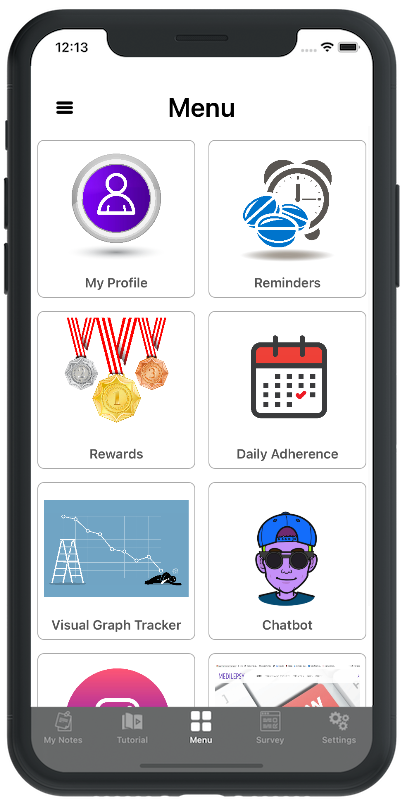 12:13
Menu
My Profile
Reminders
Rewards
Daily Adherence
Visual Graph Tracker
Chatbot
MEDILEPSY
My Notes
Tutorial
Menu
Survey
Settings